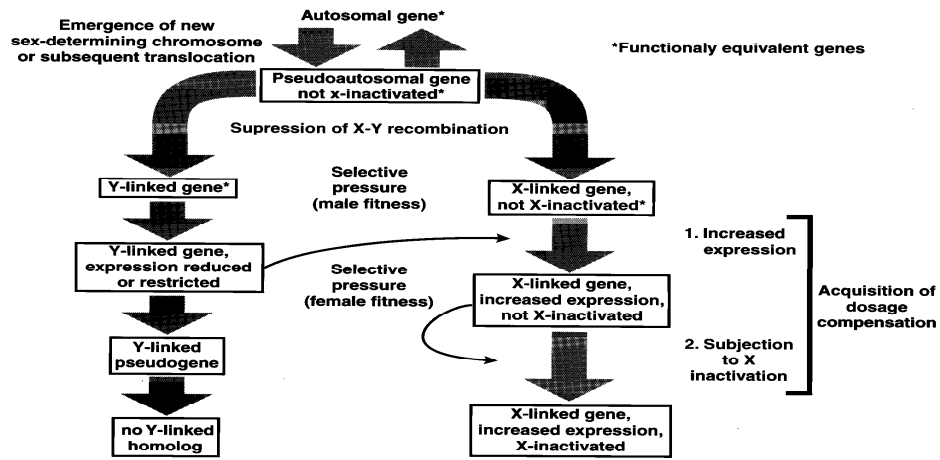 Autosomal gene*
Emergence of new
sex-determining chromosome
or subsequent translocation
*Functionaly equivalent genes
Pseudoautosomal gene
not x-inactivated*
Supression of X-Y recombination
Y-linked gene*
Selective
pressure
(male fitness)
X-linked gene,
not X-inactivated*
1. Increased
expression
Y-linked gene,
expression reduced
or restricted
Selective
pressure
(female fitness)
X-linked gene,
increased expression,
not X-inactivated
Acquisition of
dosage
compensation
Y-linked
pseudogene
2. Subjection
to X
inactivation
no Y-linked
homolog
X-linked gene,
increased expression,
X-inactivated